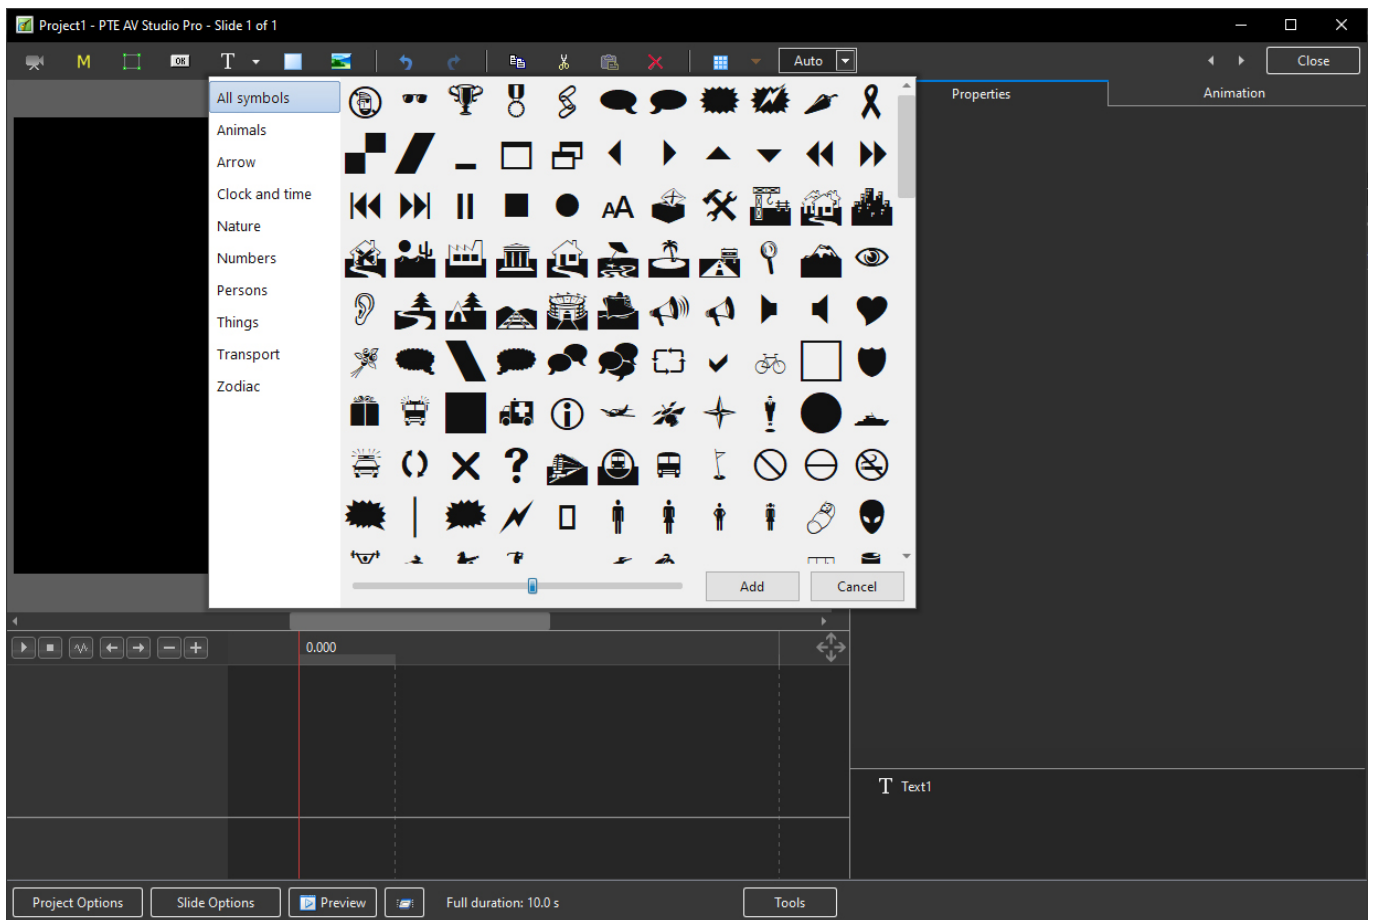 Project1 - PTE AV Studio Pro - Slide 1 of 1
M
OK
T
Auto
Close
All symbols
Animals
Arrow
Clock and time
Nature
Numbers
Persons
Things
Transport
Zodiac
AA
Add
Cancel
Properties
Animation
0.000
T Text1
Project Options
Slide Options
Preview
Full duration: 10.0 s
Tools